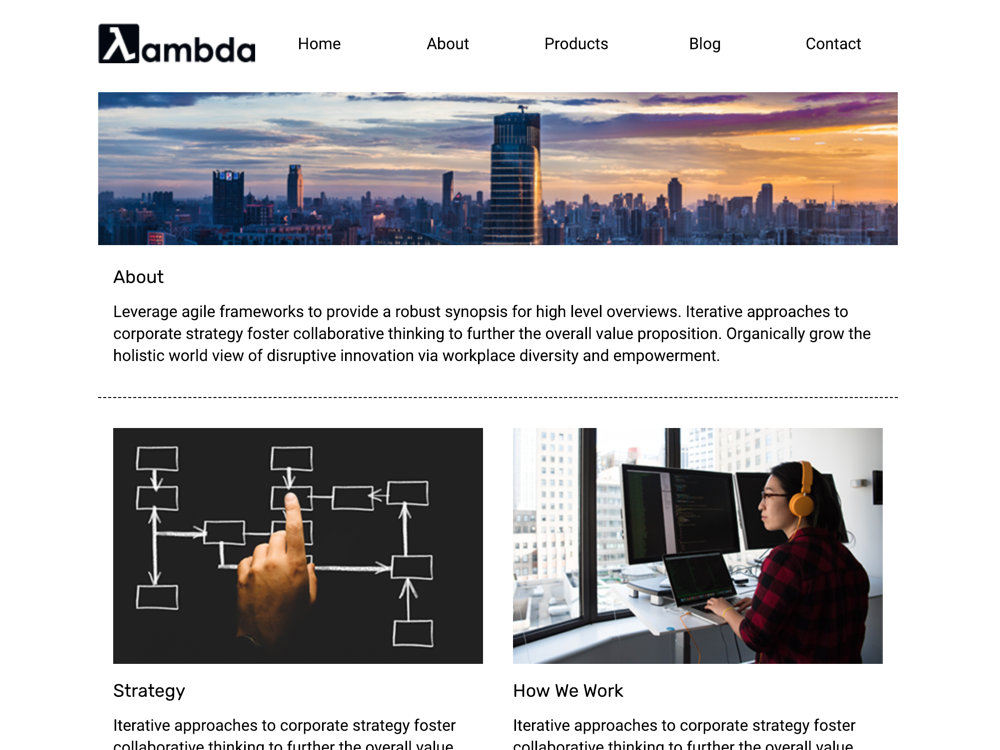 λambda
Home About Products Blog Contact
About
Leverage agile frameworks to provide a robust synopsis for high level overviews. Iterative approaches to
corporate strategy foster collaborative thinking to further the overall value proposition. Organically grow the
holistic world view of disruptive innovation via workplace diversity and empowerment.
Strategy
Iterative approaches to corporate strategy foster
collaborative thinking to further the overall value
How We Work
Iterative approaches to corporate strategy foster
collaborative thinking to further the overall value